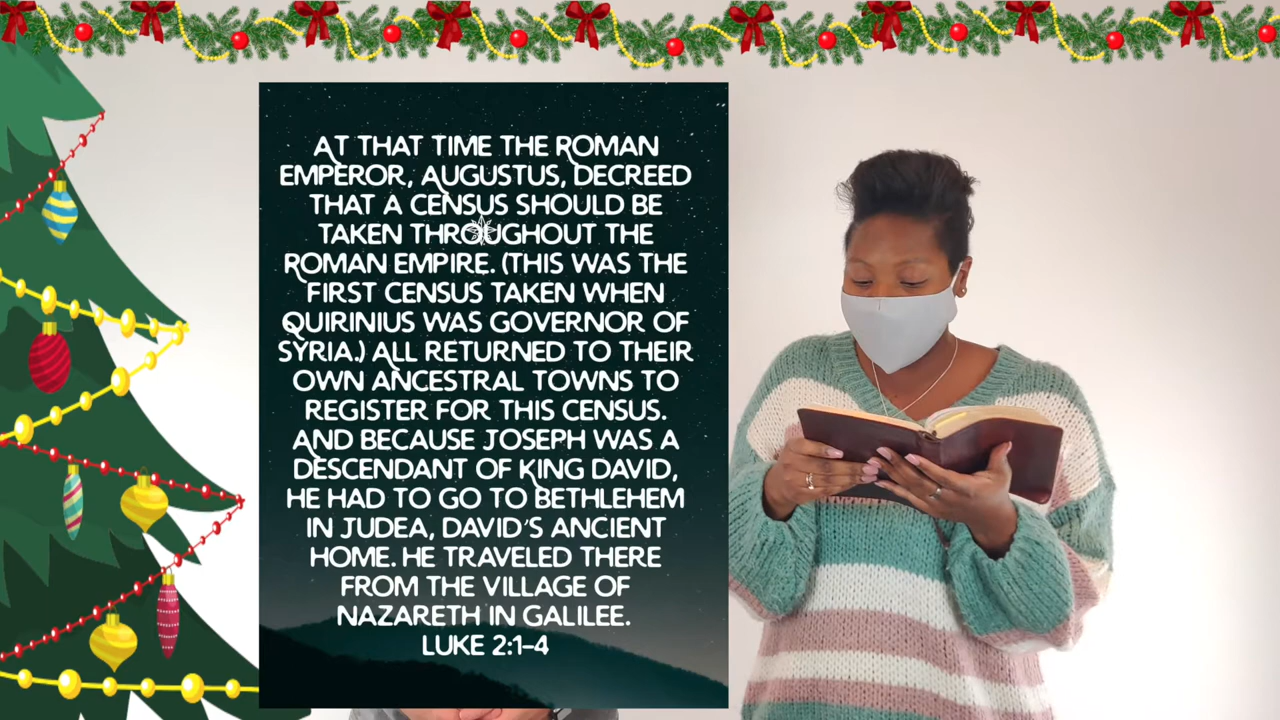 AT THAT TIME THE ROMAN
EMPEROR, AUGUSTUS, DECREED
THAT A CENSUS SHOULD BE
TAKEN THROUGHOUT THE
ROMAN EMPIRE. (THIS WAS THE
FIRST CENSUS TAKEN WHEN
QUIRINIUS WAS GOVERNOR OF
SYRIA.) ALL RETURNED TO THEIR
OWN ANCESTRAL TOWNS TO
REGISTER FOR THIS CENSUS.
AND BECAUSE JOSEPH WAS A
DESCENDANT OF KING DAVID,
HE HAD TO GO TO BETHLEHEM
IN JUDEA, DAVID'S ANCIENT
HOME. HE TRAVELED THERE
FROM THE VILLAGE OF
NAZARETH IN GALILEE.
LUKE 2:1–4